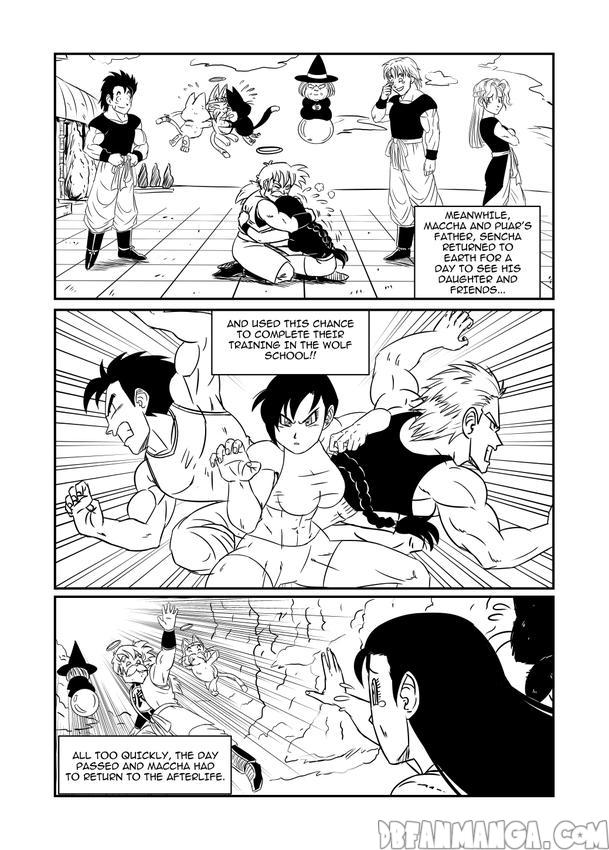 MEANWHILE,
MACCHA AND PUAR'S
FATHER, SENCHA
RETURNED TO
EARTH FOR A
DAY TO SEE HIS
DAUGHTER AND
FRIENDS...
AND USED THIS CHANCE
TO COMPLETE THEIR
TRAINING IN THE WOLF
SCHOOL!!
ALL TOO QUICKLY, THE DAY
PASSED AND MACCHA HAD
TO RETURN TO THE AFTERLIFE.
DBFANMANGA.COM